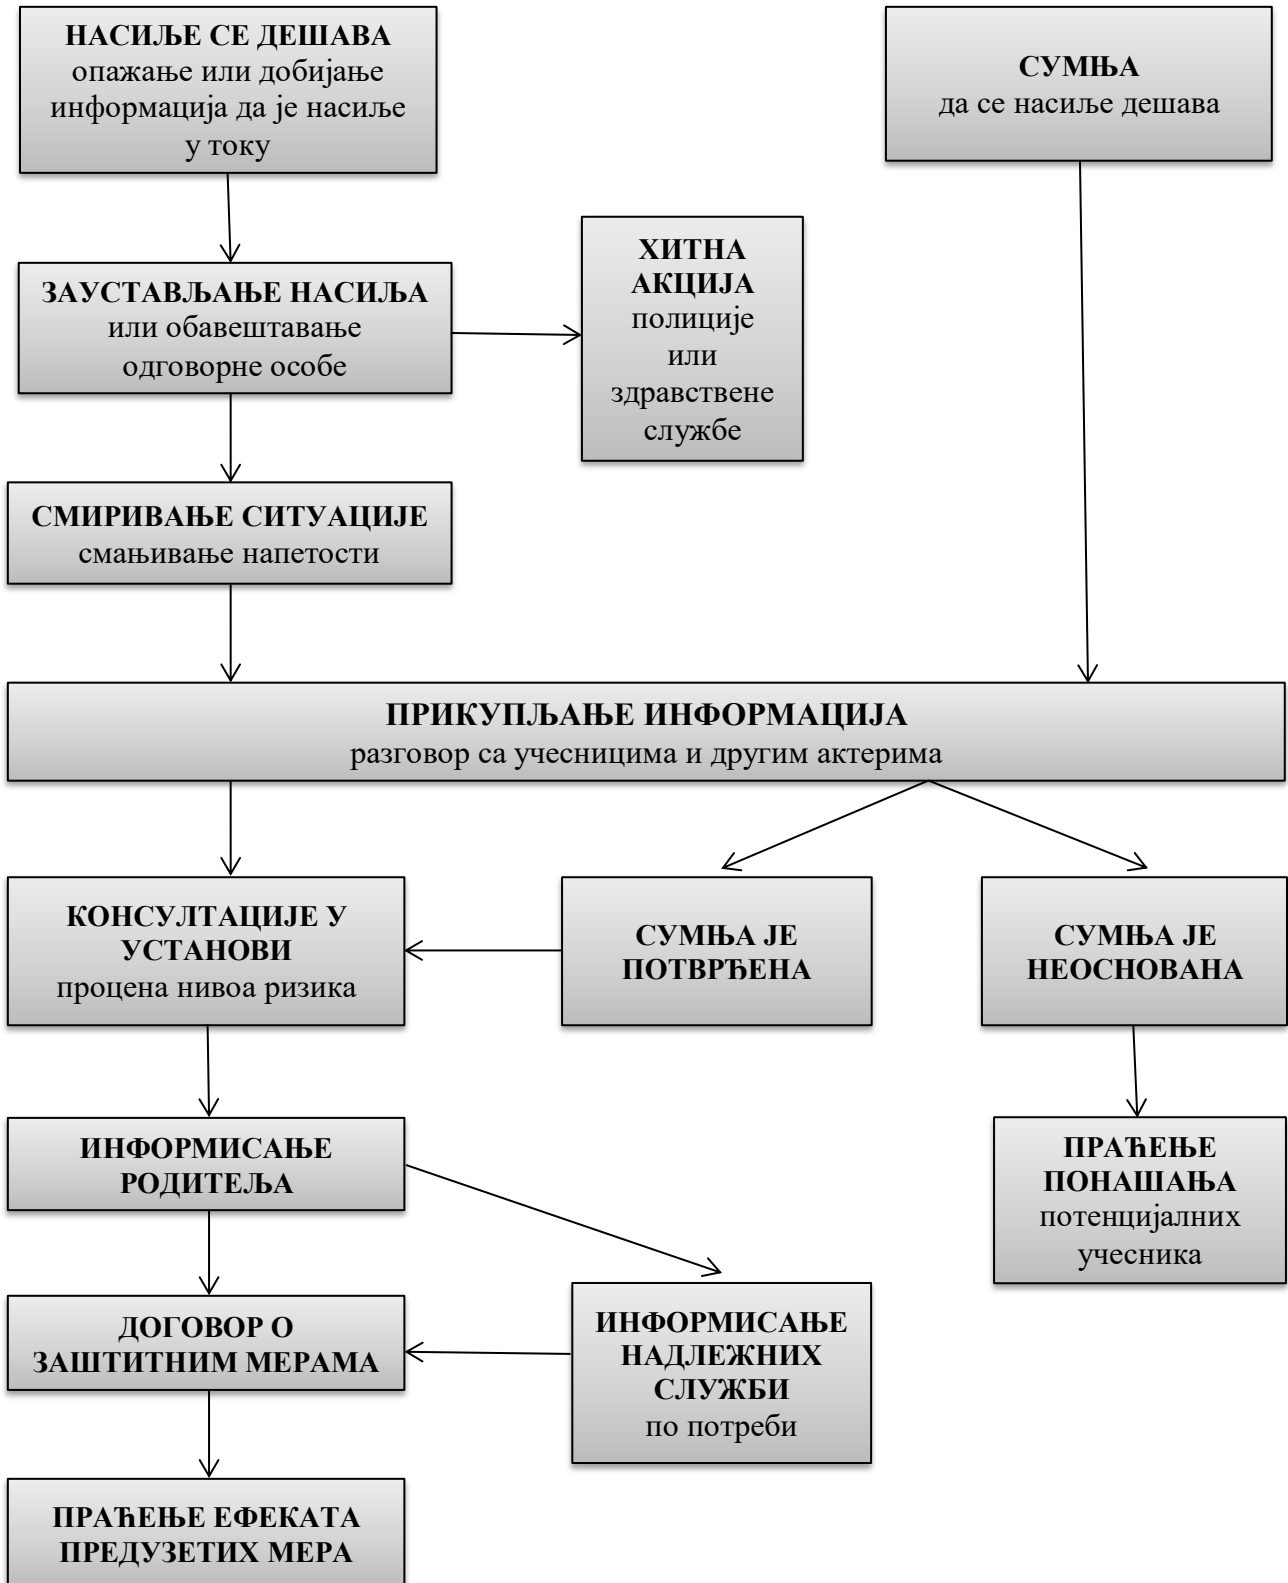 НАСИЉЕ СЕ ДЕШАВА
опажање или добијање
информација да је насиље
у току
СУМЊА
да се насиље дешава
ХИТНА
АКЦИЈА
полиције
или
здравствене
службе
ЗАУСТАВЉАЊЕ НАСИЉА
или обавештавање
одговорне особе
СМИРИВАЊЕ СИТУАЦИЈЕ
смањивање напетости
ПРИКУПЉАЊЕ ИНФОРМАЦИЈА
разговор са учесницима и другим актерима
КОНСУЛТАЦИЈЕ У
УСТАНОВИ
процена нивоа ризика
СУМЊА ЈЕ
ПОТВРЂЕНА
СУМЊА ЈЕ
НЕОСНОВАНА
ИНФОРМИСАЊЕ
РОДИТЕЉА
ПРАЋЕЊЕ
ПОНАШАЊА
потенцијалних
учесника
ДОГОВОР О
ЗАШТИТНИМ МЕРАМА
ИНФОРМИСАЊЕ
НАДЛЕЖНИХ
СЛУЖБИ
по потреби
ПРАЋЕЊЕ ЕФЕКАТА
ПРЕДУЗЕТИХ МЕРА